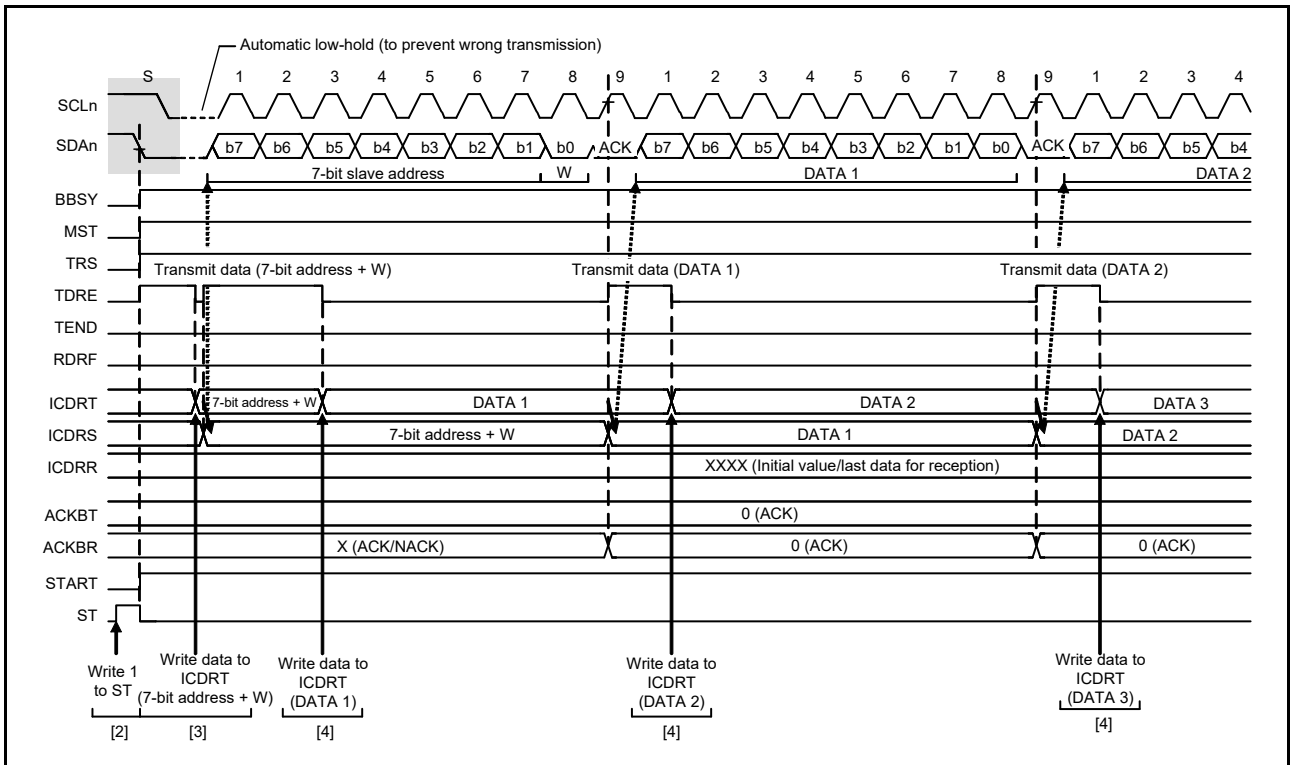 Automatic low-hold (to prevent wrong transmission)
S 1 2 3 4 5 6 7 8 9 1 2 3 4 5 6 7 8 9 1 2 3 4
SCLn
SDAn b7 b6 b5 b4 b3 b2 b1 b0 ACK b7 b6 b5 b4 b3 b2 b1 b0 ACK b7 b6 b5 b4
7-bit slave address W DATA 1 DATA 2
BBSY
MST
TRS
Transmit data (7-bit address + W) Transmit data (DATA 1) Transmit data (DATA 2)
TDRE
TEND
RDRF
ICDRT 7-bit address + W DATA 1 DATA 2 DATA 3
ICDRS 7-bit address + W DATA 1 DATA 2
ICDRR XXXX (Initial value/last data for reception)
ACKBT 0 (ACK)
ACKBR X (ACK/NACK) 0 (ACK) 0 (ACK)
START
ST
Write 1
to ST
Write data to
ICDRT
(7-bit address + W)
Write data to
ICDRT
(DATA 1)
Write data to
ICDRT
(DATA 2)
Write data to
ICDRT
(DATA 3)
[2] [3] [4] [4] [4]